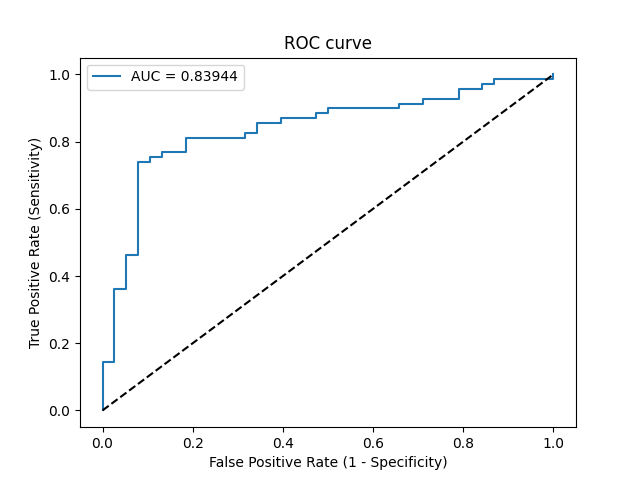 ROC curve
AUC = 0.83944
True Positive Rate (Sensitivity)
1.0
0.8
0.6
0.4
0.2
0.0
0.0 0.2 0.4 0.6 0.8 1.0
False Positive Rate (1 - Specificity)